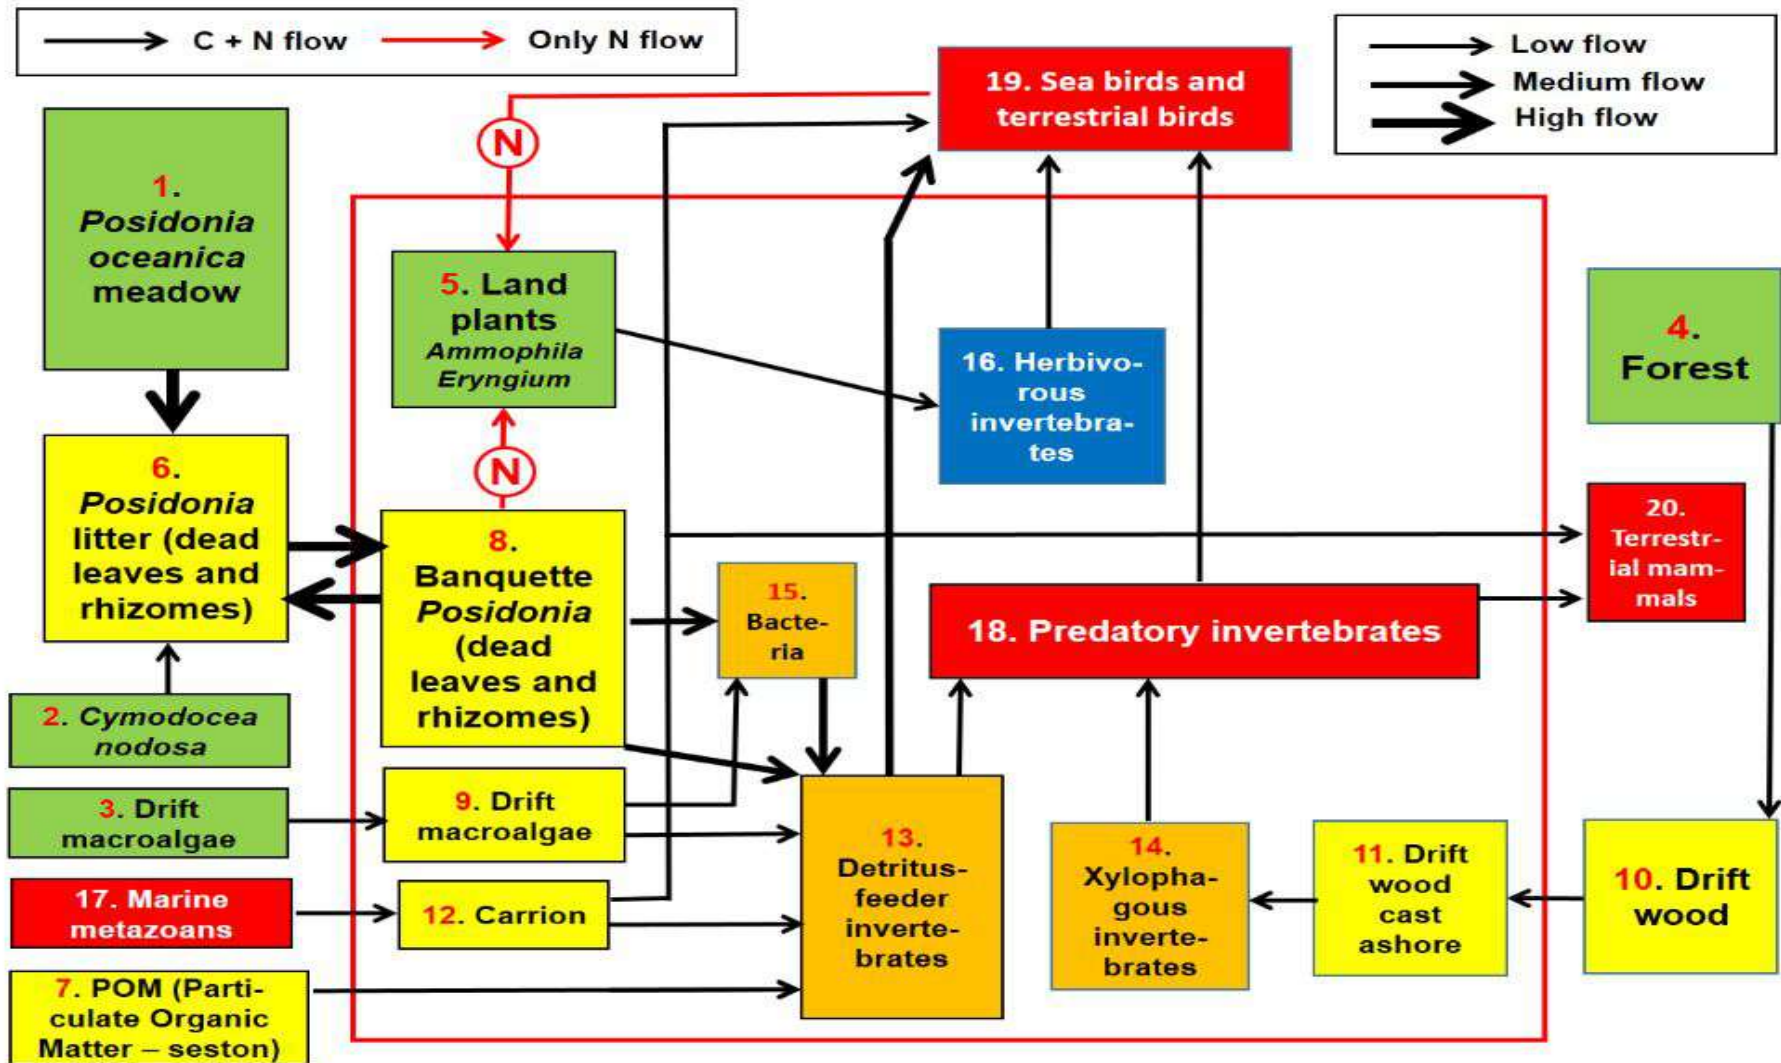 C + N flow
Only N flow
Low flow
Medium flow
High flow
19. Sea birds and
terrestrial birds
N
1.
Posidonia
oceanica
meadow
5. Land
plants
Ammophila
Eryngium
4.
Forest
16. Herbivo-
rous
invertebra-
tes
6.
Posidonia
litter (dead
leaves and
rhizomes)
N
8.
Banquette
Posidonia
(dead
leaves and
rhizomes)
20.
Terrestr-
ial mam-
mals
15.
Bacte-
ria
18. Predatory invertebrates
2. Cymodocea
nodosa
3. Drift
macroalgae
9. Drift
macroalgae
13.
Detritus-
feeder
inverte-
brates
14.
Xylopha-
gous
inverte-
brates
11. Drift
wood
cast
ashore
10. Drift
wood
17. Marine
metazoans
12. Carrion
7. POM (Parti-
culate Organic
Matter – seston)